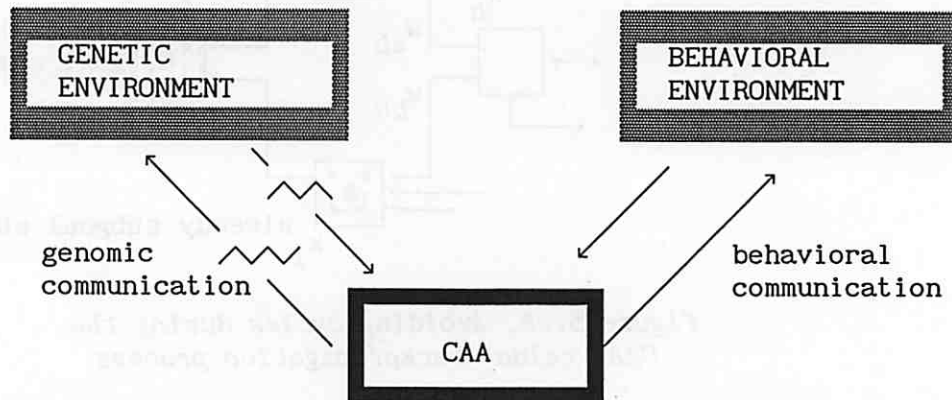 GENETIC
ENVIRONMENT
BEHAVIORAL
ENVIRONMENT
genomic
communication
behavioral
communication
CAA